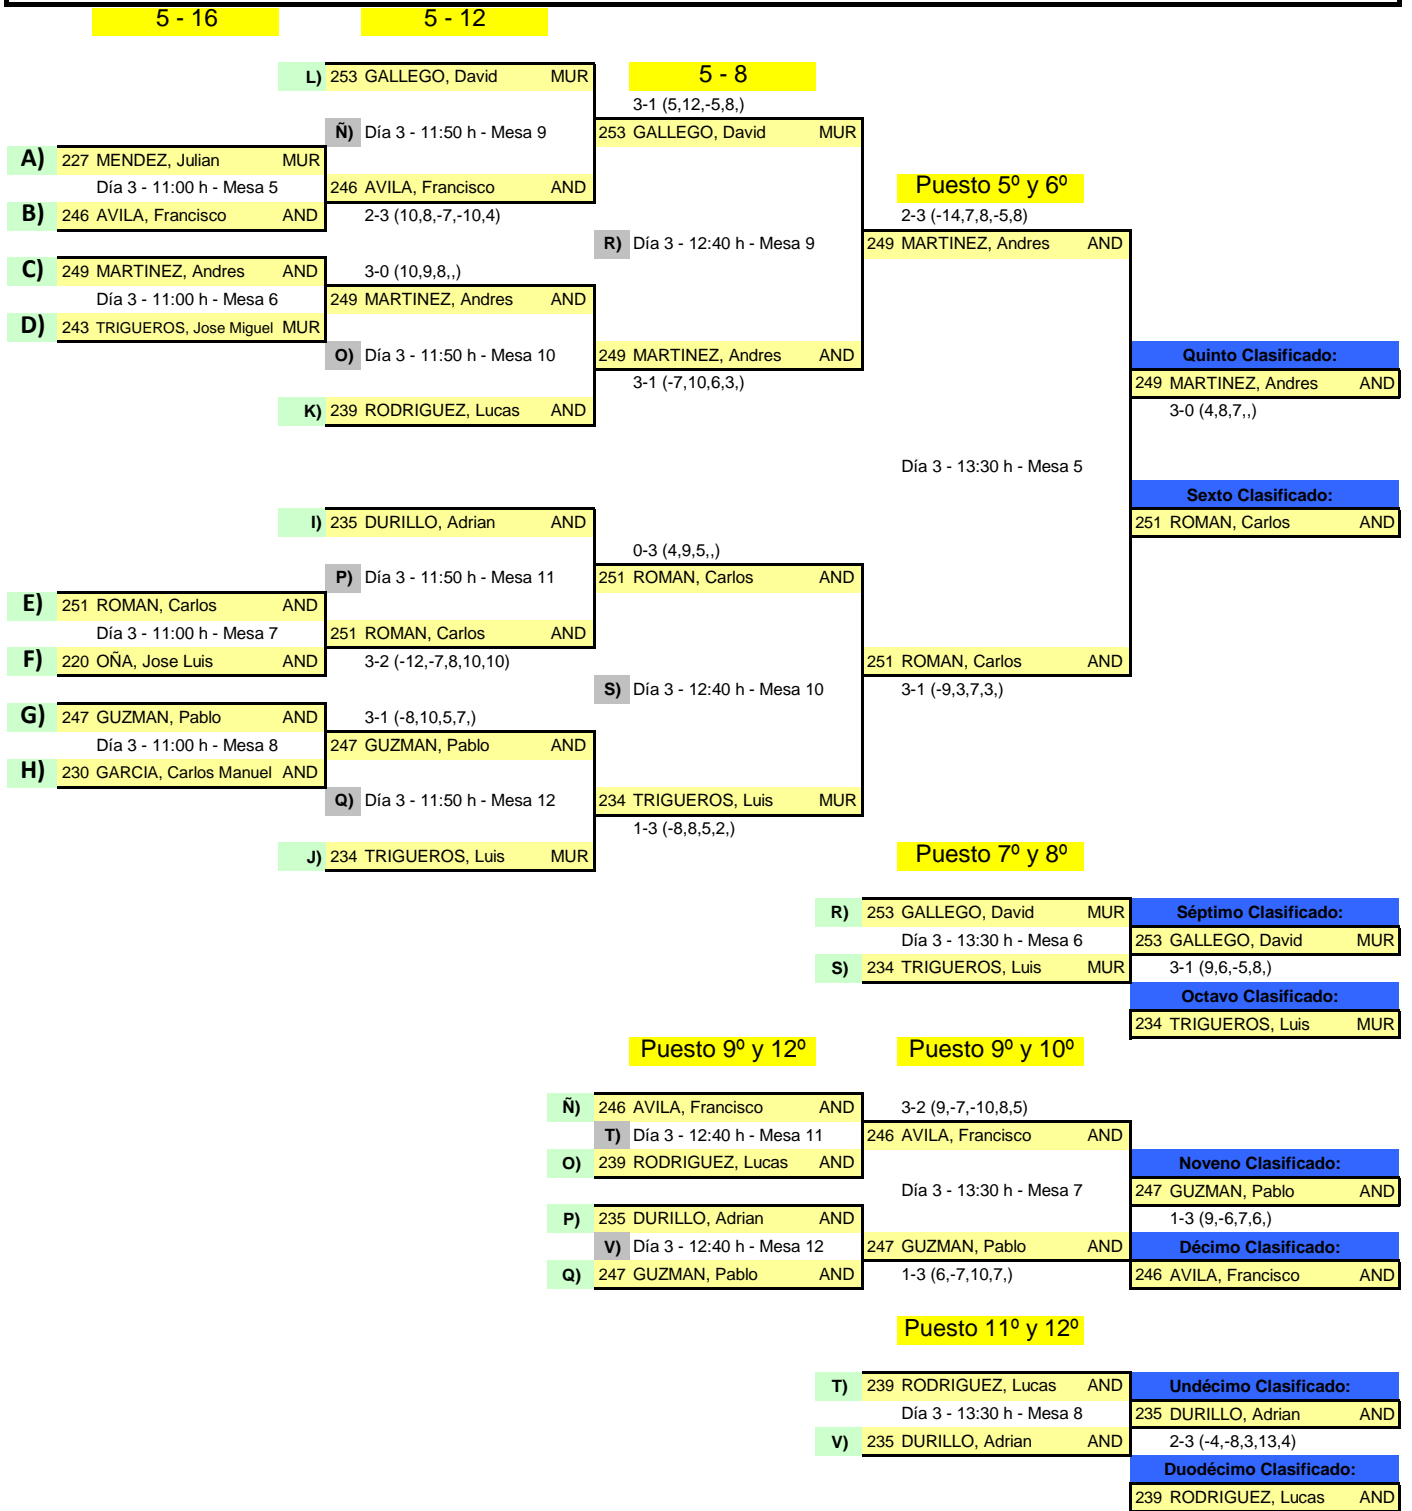 5 - 16 5 - 12
L) 253 GALLEGO, David MUR 5 - 8
3-1 (5,12,-5,8,)
Ñ) Día 3 - 11:50 h - Mesa 9 253 GALLEGO, David MUR
A) 227 MENDEZ, Julian MUR
Día 3 - 11:00 h - Mesa 5 246 AVILA, Francisco AND Puesto 5º y 6º
B) 246 AVILA, Francisco AND 2-3 (10,8,-7,-10,4) 2-3 (-14,7,8,-5,8)
R) Día 3 - 12:40 h - Mesa 9 249 MARTINEZ, Andres AND
C) 249 MARTINEZ, Andres AND 3-0 (10,9,8,,)
Día 3 - 11:00 h - Mesa 6 249 MARTINEZ, Andres AND
D) 243 TRIGUEROS, Jose Miguel MUR
O) Día 3 - 11:50 h - Mesa 10 249 MARTINEZ, Andres AND Quinto Clasificado:
3-1 (-7,10,6,3,) 249 MARTINEZ, Andres AND
K) 239 RODRIGUEZ, Lucas AND 3-0 (4,8,7,,)
Día 3 - 13:30 h - Mesa 5
Sexto Clasificado:
I) 235 DURILLO, Adrian AND 251 ROMAN, Carlos AND
0-3 (4,9,5,,)
P) Día 3 - 11:50 h - Mesa 11 251 ROMAN, Carlos AND
E) 251 ROMAN, Carlos AND
Día 3 - 11:00 h - Mesa 7 251 ROMAN, Carlos AND
F) 220 OÑA, Jose Luis AND 3-2 (-12,-7,8,10,10) 251 ROMAN, Carlos AND
S) Día 3 - 12:40 h - Mesa 10 3-1 (-9,3,7,3,)
G) 247 GUZMAN, Pablo AND 3-1 (-8,10,5,7,)
Día 3 - 11:00 h - Mesa 8 247 GUZMAN, Pablo AND
H) 230 GARCIA, Carlos Manuel AND
Q) Día 3 - 11:50 h - Mesa 12 234 TRIGUEROS, Luis MUR
1-3 (-8,8,5,2,)
J) 234 TRIGUEROS, Luis MUR Puesto 7º y 8º
R) 253 GALLEGO, David MUR Séptimo Clasificado:
Día 3 - 13:30 h - Mesa 6 253 GALLEGO, David MUR
S) 234 TRIGUEROS, Luis MUR 3-1 (9,6,-5,8,)
Octavo Clasificado:
234 TRIGUEROS, Luis MUR
Puesto 9º y 12º Puesto 9º y 10º
Ñ) 246 AVILA, Francisco AND 3-2 (9,-7,-10,8,5)
T) Día 3 - 12:40 h - Mesa 11 246 AVILA, Francisco AND
O) 239 RODRIGUEZ, Lucas AND Noveno Clasificado:
Día 3 - 13:30 h - Mesa 7 247 GUZMAN, Pablo AND
P) 235 DURILLO, Adrian AND 1-3 (9,-6,7,6,)
V) Día 3 - 12:40 h - Mesa 12 247 GUZMAN, Pablo AND Décimo Clasificado:
Q) 247 GUZMAN, Pablo AND 1-3 (6,-7,10,7,) 246 AVILA, Francisco AND
Puesto 11º y 12º
T) 239 RODRIGUEZ, Lucas AND Undécimo Clasificado:
Día 3 - 13:30 h - Mesa 8 235 DURILLO, Adrian AND
V) 235 DURILLO, Adrian AND 2-3 (-4,-8,3,13,4)
Duodécimo Clasificado:
239 RODRIGUEZ, Lucas AND